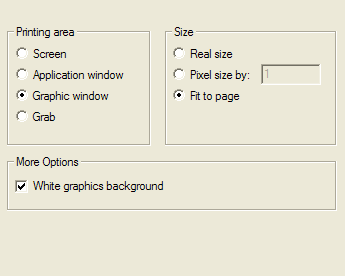 Printing area
Screen
Application window
Graphic window
Grab
Size
Real size
Pixel size by: 1
Fit to page
More Options
White graphics background